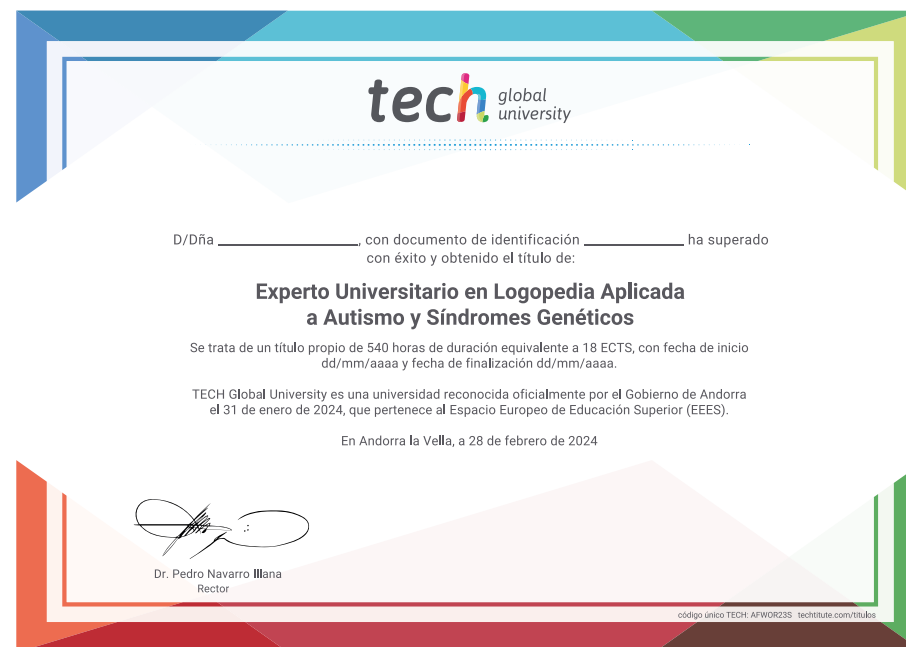 tech global
university
D/Dña ____________________, con documento de identificación ______________ ha superado
con éxito y obtenido el título de:
Experto Universitario en Logopedia Aplicada
a Autismo y Síndromes Genéticos
Se trata de un título propio de 540 horas de duración equivalente a 18 ECTS, con fecha de inicio
dd/mm/aaaa y fecha de finalización dd/mm/aaaa.
TECH Global University es una universidad reconocida oficialmente por el Gobierno de Andorra
el 31 de enero de 2024, que pertenece al Espacio Europeo de Educación Superior (EEES).
En Andorra la Vella, a 28 de febrero de 2024
Dr. Pedro Navarro Illana
Rector
código único TECH: AFWOR23S techtitute.com/titulos